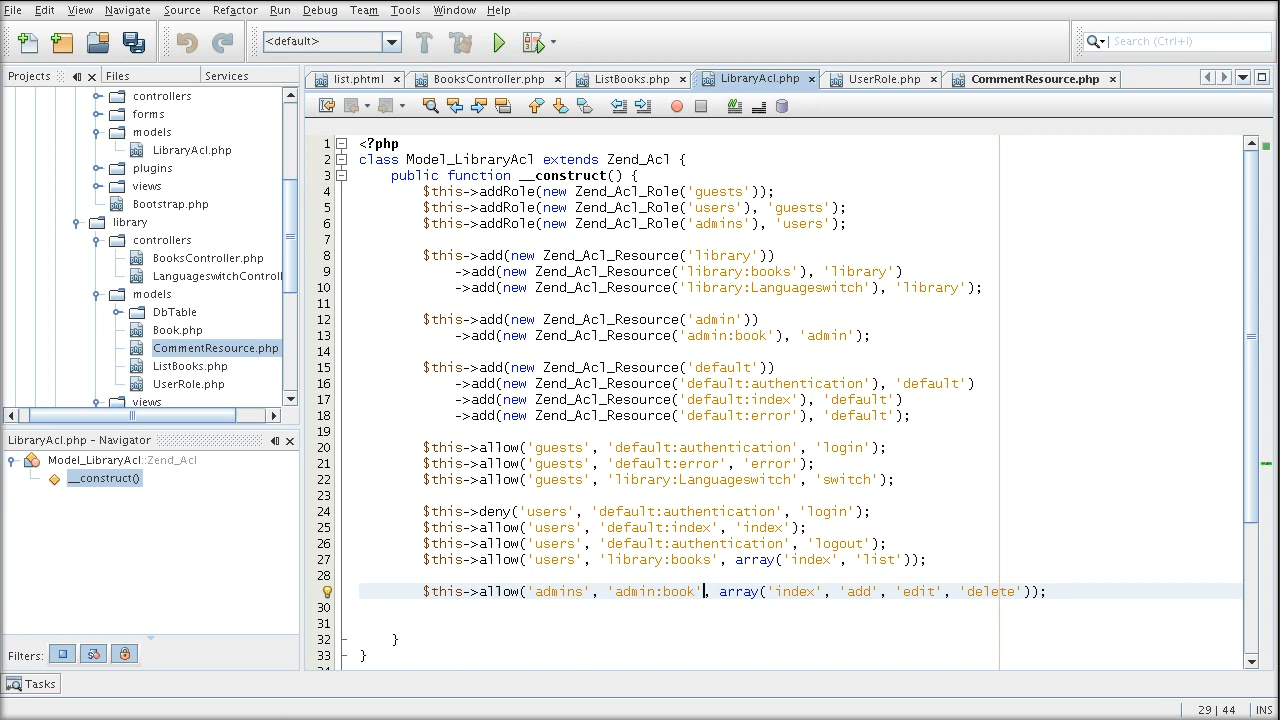 File Edit View Navigate Source Refactor Run Debug Team Tools Window Help
<default>
Search (Ctrl+I)
Projects Files Services
list.phtml BooksController.php ListBooks.php LibraryAcl.php UserRole.php CommentResource.php
controllers
forms
models
LibraryAcl.php
plugins
views
Bootstrap.php
library
controllers
BooksController.php
LanguageswitchControll
models
DbTable
Book.php
CommentResource.php
ListBooks.php
UserRole.php
views
LibraryAcl.php - Navigator
Model_LibraryAcl::Zend_Acl
__construct()
Filters:
Tasks
1 <?php
2 class Model_LibraryAcl extends Zend_Acl {
3 public function __construct() {
4 $this->addRole(new Zend_Acl_Role('guests'));
5 $this->addRole(new Zend_Acl_Role('users'), 'guests');
6 $this->addRole(new Zend_Acl_Role('admins'), 'users');
7
8 $this->add(new Zend_Acl_Resource('library'))
9 ->add(new Zend_Acl_Resource('library:books'), 'library')
10 ->add(new Zend_Acl_Resource('library:Languageswitch'), 'library');
11
12 $this->add(new Zend_Acl_Resource('admin'))
13 ->add(new Zend_Acl_Resource('admin:book'), 'admin');
14
15 $this->add(new Zend_Acl_Resource('default'))
16 ->add(new Zend_Acl_Resource('default:authentication'), 'default')
17 ->add(new Zend_Acl_Resource('default:index'), 'default')
18 ->add(new Zend_Acl_Resource('default:error'), 'default');
19
20 $this->allow('guests', 'default:authentication', 'login');
21 $this->allow('guests', 'default:error' 'error');
22 $this->allow('guests', 'library:Languageswitch', 'switch');
23
24 $this->deny('users', 'default:authentication', 'login');
25 $this->allow('users', 'default:index', 'index');
26 $this->allow('users', 'default:authentication', 'logout');
27 $this->allow('users', 'library:books', array('index', 'list'));
28
$this->allow('admins', 'admin:book', array('index', 'add', 'edit', 'delete'));
30
31
32 }
33 }
29 | 44 INS